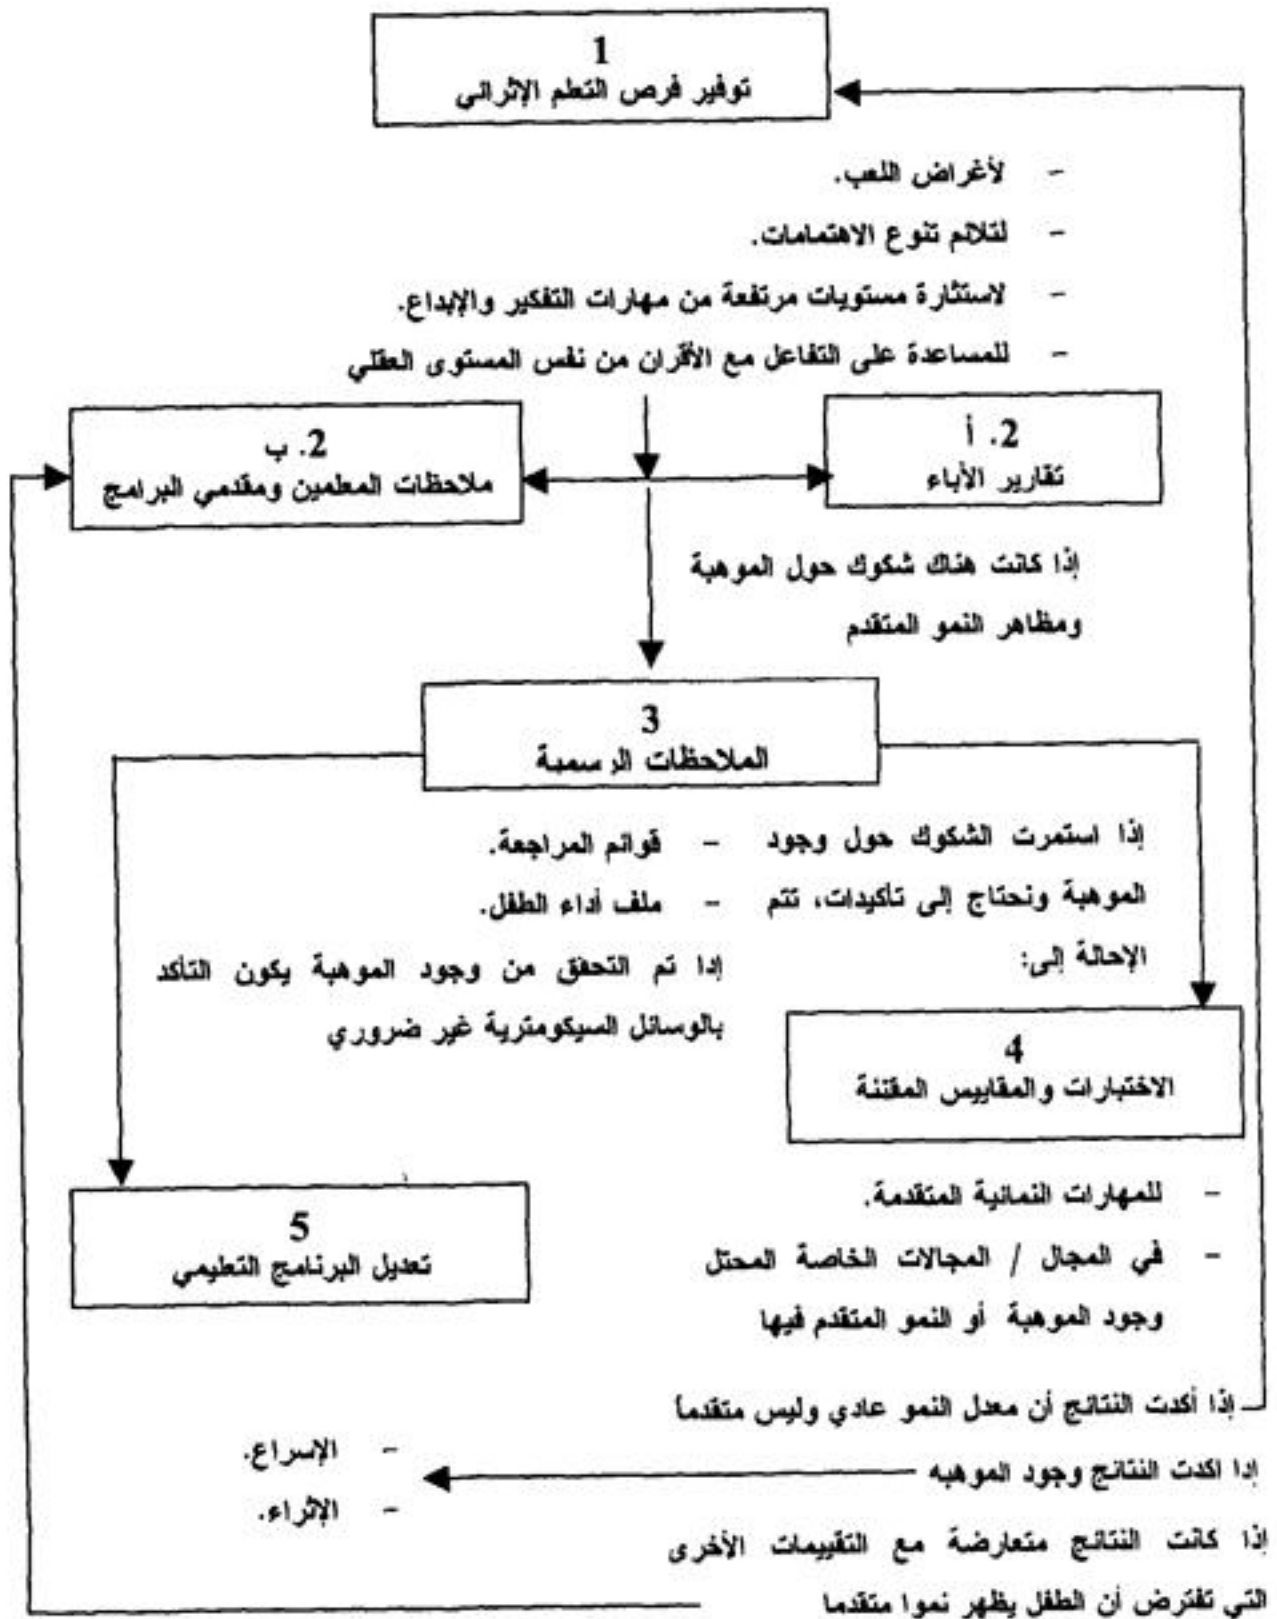 1
توفير فرص التعلم الإثرائي
- لأغراض اللعب.
- لتلائم تنوع الاهتمامات.
- لاستثارة مستويات مرتفعة من مهارات التفكير والإبداع.
- للمساعدة على التفاعل مع الأقران من نفس المستوى العقلي
2. أ
تقارير الأباء
2. ب
ملاحظات المعلمين ومقدمي البرامج
إذا كانت هناك شكوك حول الموهبة
ومظاهر النمو المتقدم
3
الملاحظات الرسمية
إذا استمرت الشكوك حول وجود
الموهبة ونحتاج إلى تأكيدات، تتم
الإحالة إلى:
- قوائم المراجعة.
- ملف أداء الطفل.
إدا تم التحقق من وجود الموهبة يكون التأكد
بالوسائل السيكومترية غير ضروري
4
الاختبارات والمقاييس المقننة
- للمهارات النمائية المتقدمة.
- في المجال / المجالات الخاصة المحتل
وجود الموهبة أو النمو المتقدم فيها
5
تعديل البرنامج التعليمي
إذا أكدت النتائج أن معدل النمو عادي وليس متقدماً
إدا اكدت النتائج وجود الموهبه
- الإسراع.
- الإثراء.
إذا كانت النتائج متعارضة مع التقييمات الأخرى
التي تفترض أن الطفل يظهر نموا متقدما